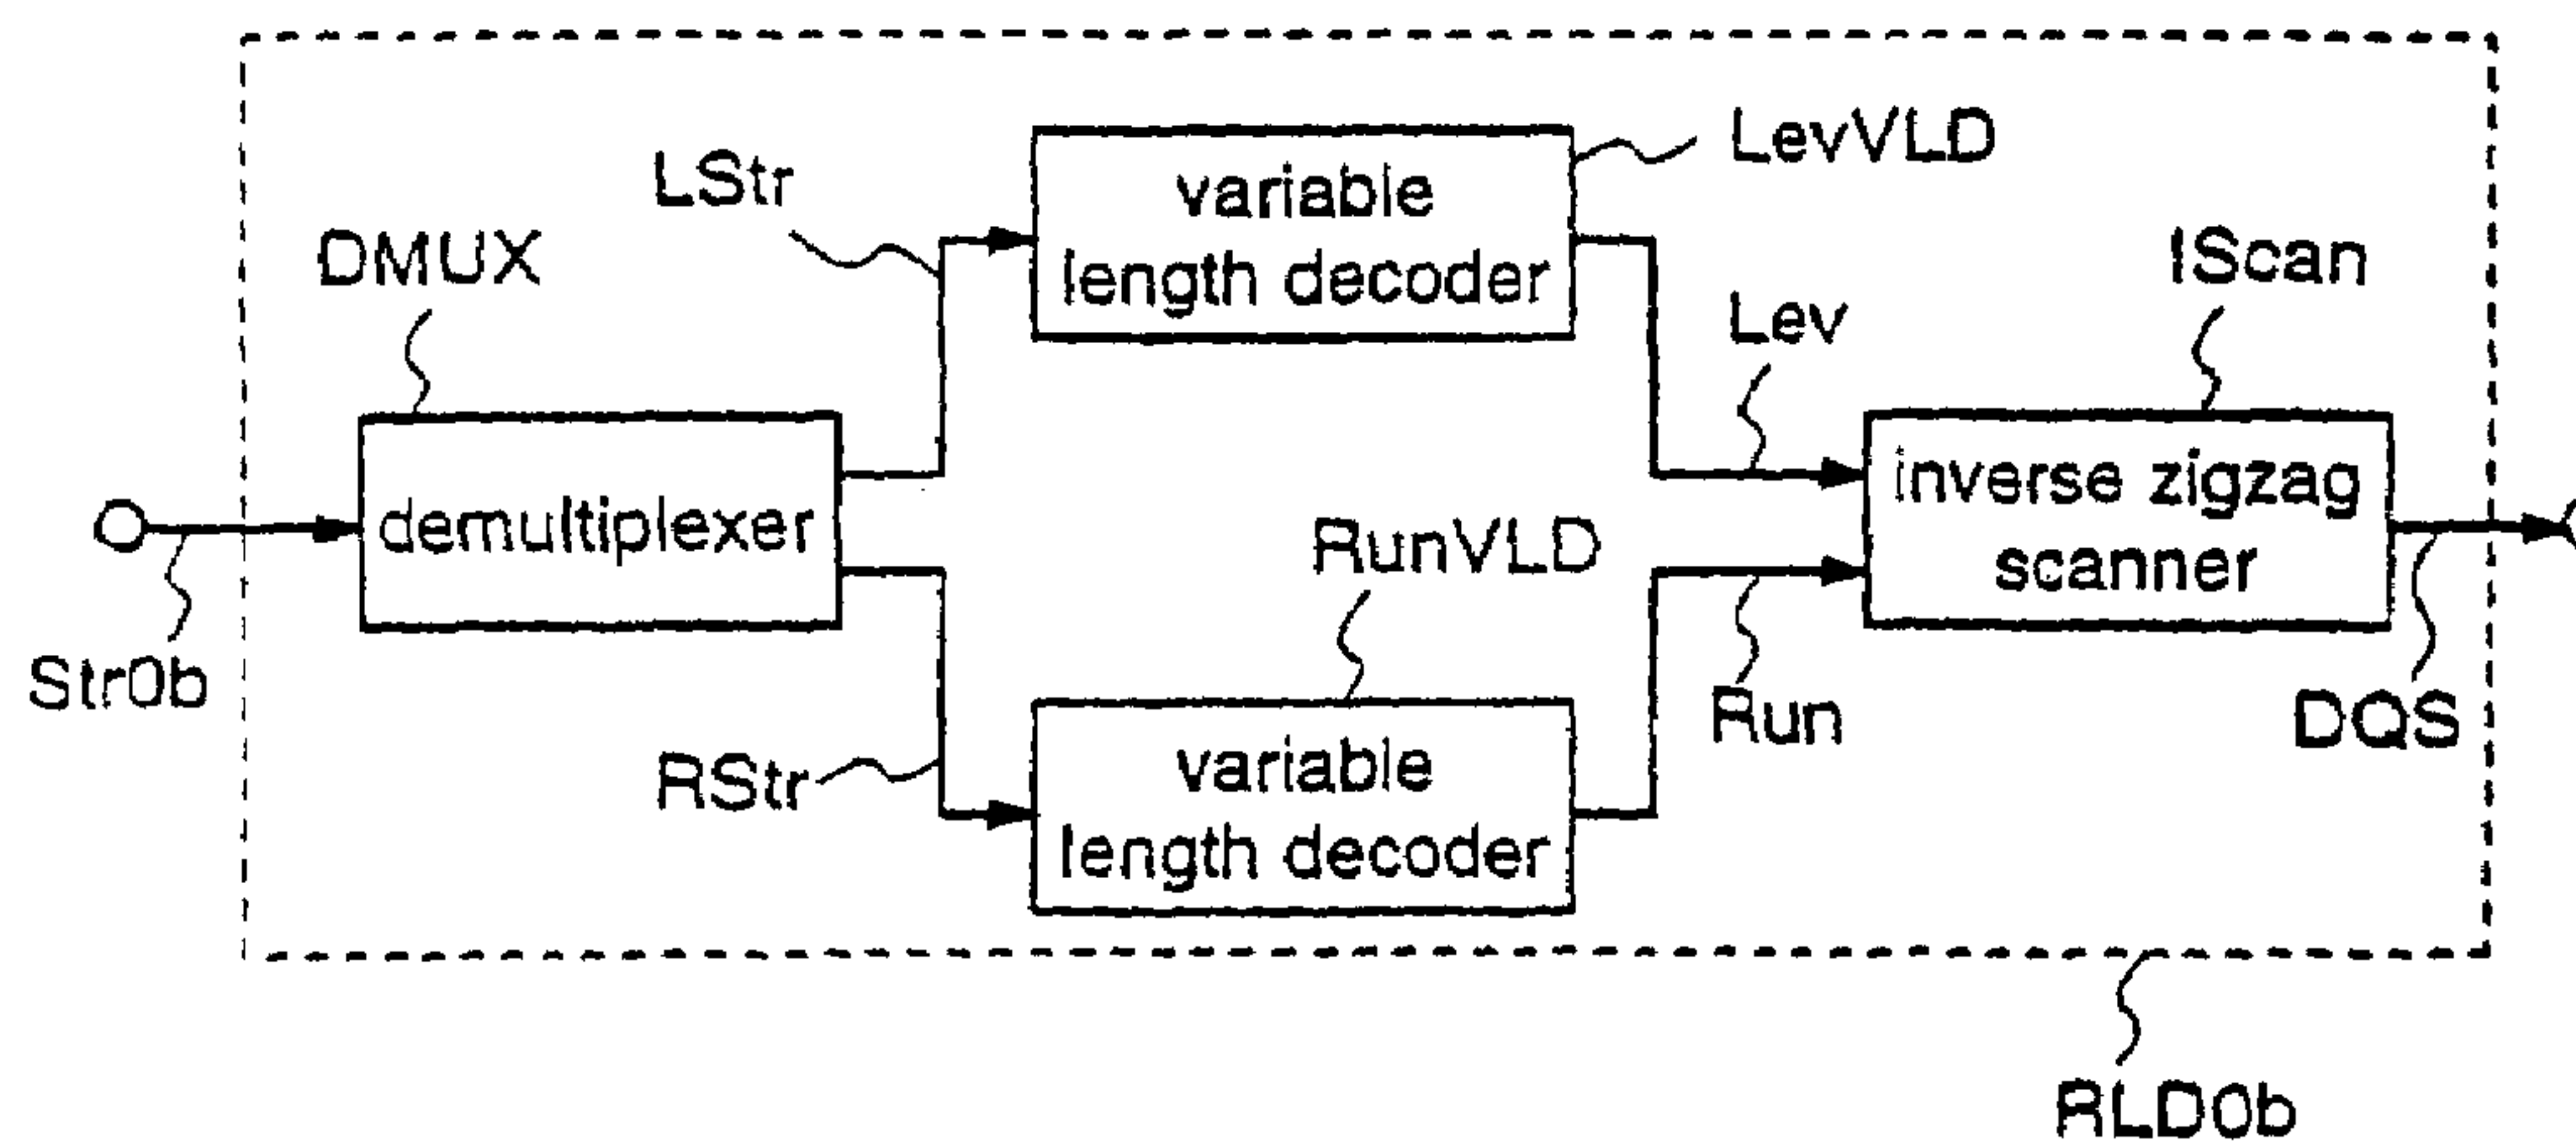 LevVLD
LStr
variable
length decoder
DMUX
IScan
Lev
demultiplexer
inverse zigzag
scanner
RunVLD
Str0b
Run
DQS
RStr
variable
length decoder
RLD0b